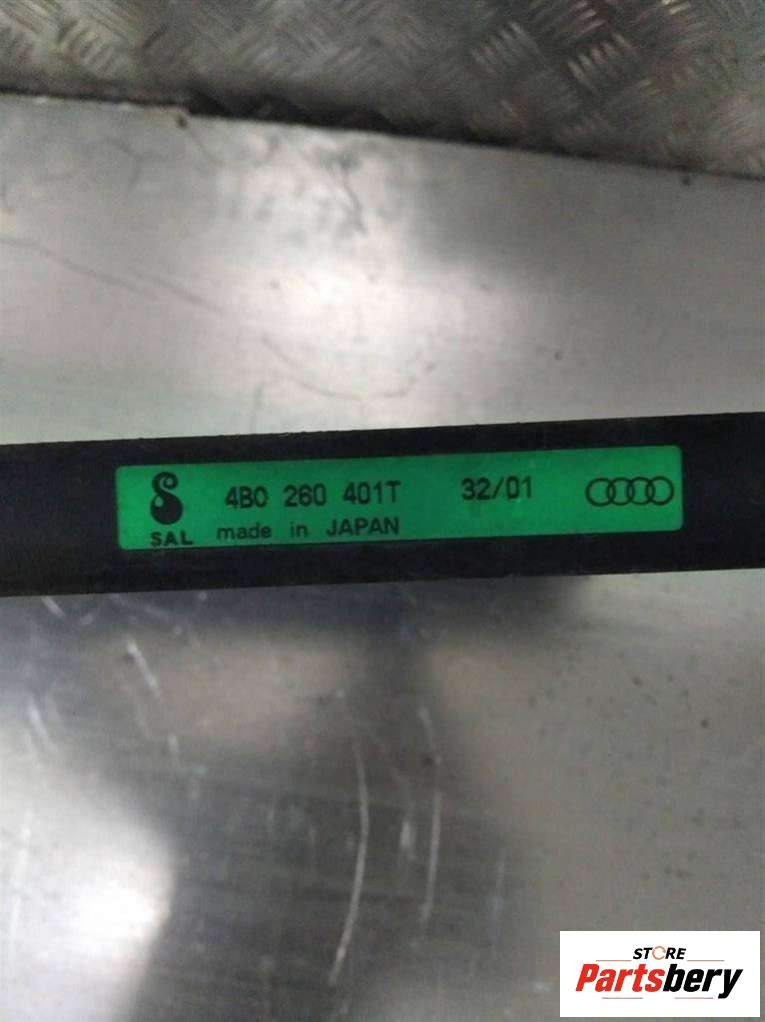 4B0 260 401T 32/01
SAL made in JAPAN
STORE
Partsbery